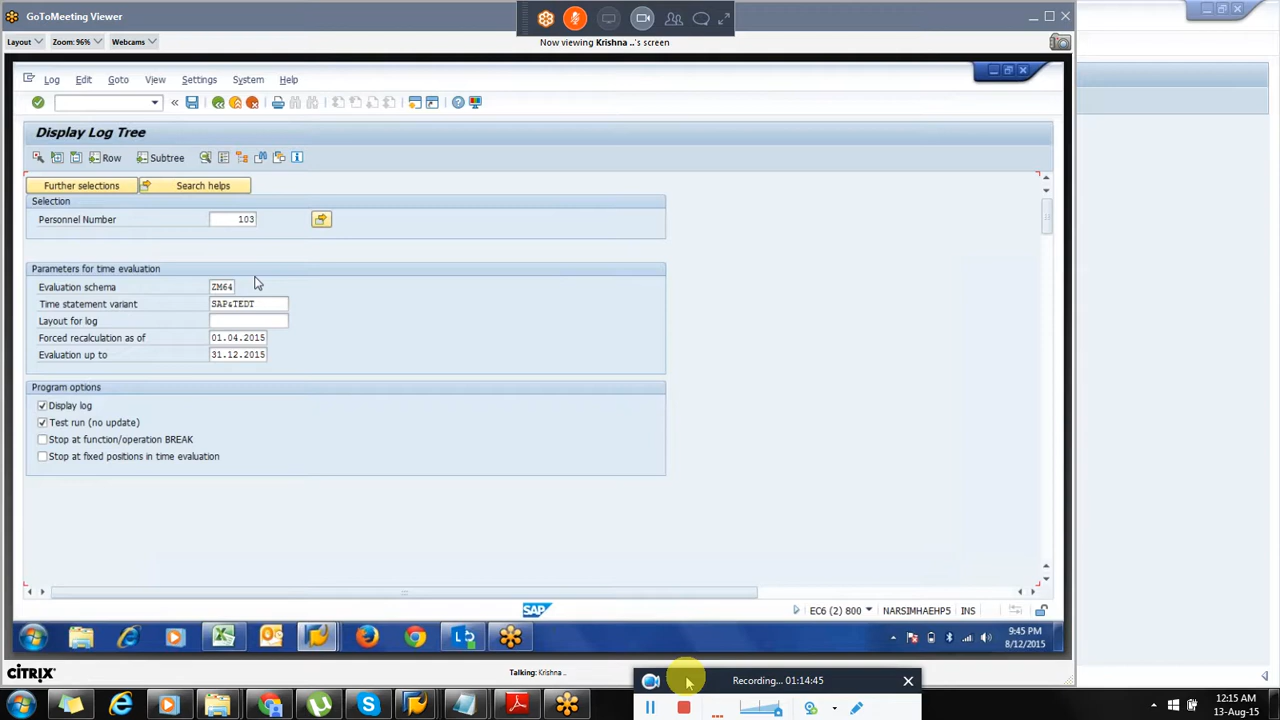 GoToMeeting Viewer
Layout Zoom: 96% Webcams
Now viewing Krishna ..'s screen
Log Edit Goto View Settings System Help
Display Log Tree
Row Subtree
Further selections Search helps
Selection
Personnel Number 103
Parameters for time evaluation
Evaluation schema ZM64
Time statement variant SAP&TEDT
Layout for log
Forced recalculation as of 01.04.2015
Evaluation up to 31.12.2015
Program options
Display log
Test run (no update)
Stop at function/operation BREAK
Stop at fixed positions in time evaluation
SAP EC6 (2) 800 NARSIMHAEHP5 INS
9:45 PM
8/12/2015
CITRIX Talking: Krishna ..
Recording... 01:14:45
12:15 AM
13-Aug-15